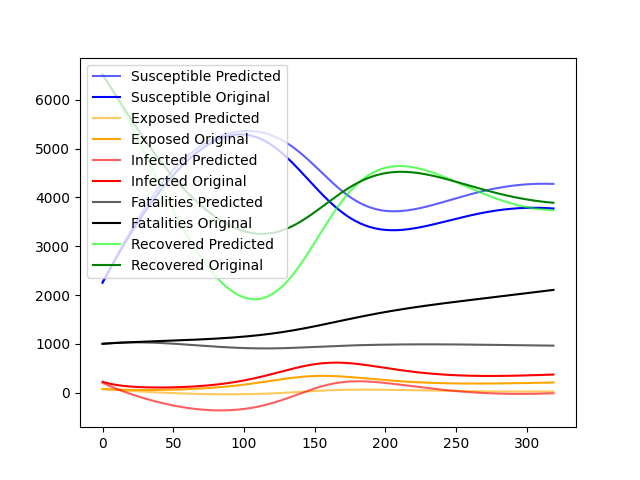 Susceptible Predicted
Susceptible Original
Exposed Predicted
Exposed Original
Infected Predicted
Infected Original
Fatalities Predicted
Fatalities Original
Recovered Predicted
Recovered Original
6000
5000
4000
3000
2000
1000
0
0 50 100 150 200 250 300